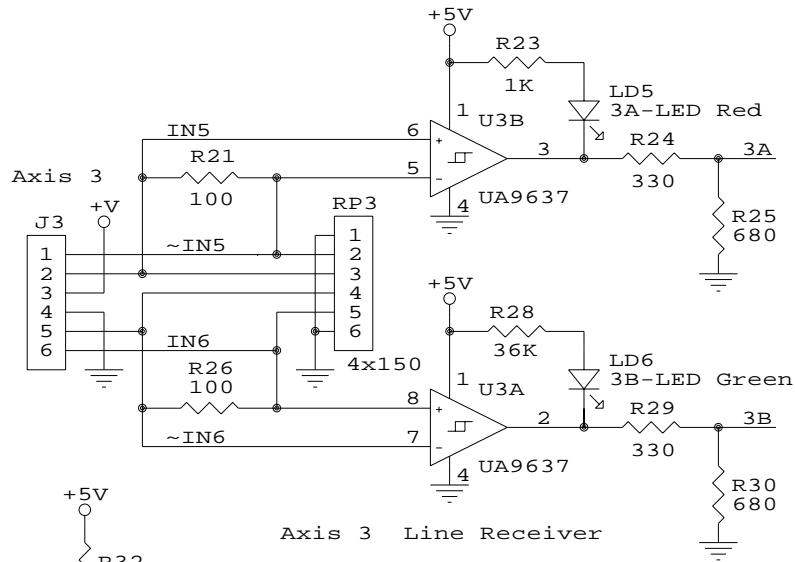 +5V
R23
1K
LD5
3A-LED Red
1
U3B
IN5
6
+
3
R24
3A
R21
5
-
330
Axis 3
100
UA9637
+V
RP3
4
R25
680
J3
1
~IN5
1
2
2
3
3
4
+5V
4
5
R28
5
6
IN6
6
36K
LD6
3B-LED Green
R26
4x150
1
U3A
100
8
+
2
R29
3B
~IN6
7
-
330
UA9637
4
R30
680
+5V
Axis 3 Line Receiver